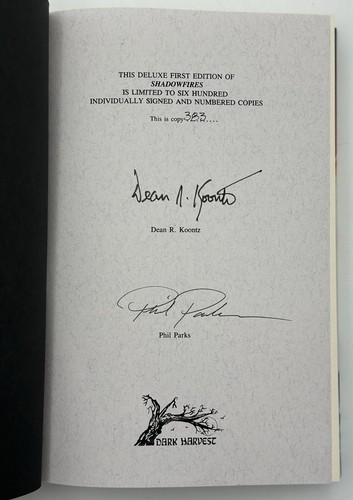 THIS DELUXE FIRST EDITION OF
SHADOWFIRES
IS LIMITED TO SIX HUNDRED
INDIVIDUALLY SIGNED AND NUMBERED COPIES
This is copy 383....
Dean R. Koontz
Dean R. Koontz
Phil Parks
Phil Parks
DARK HARVEST